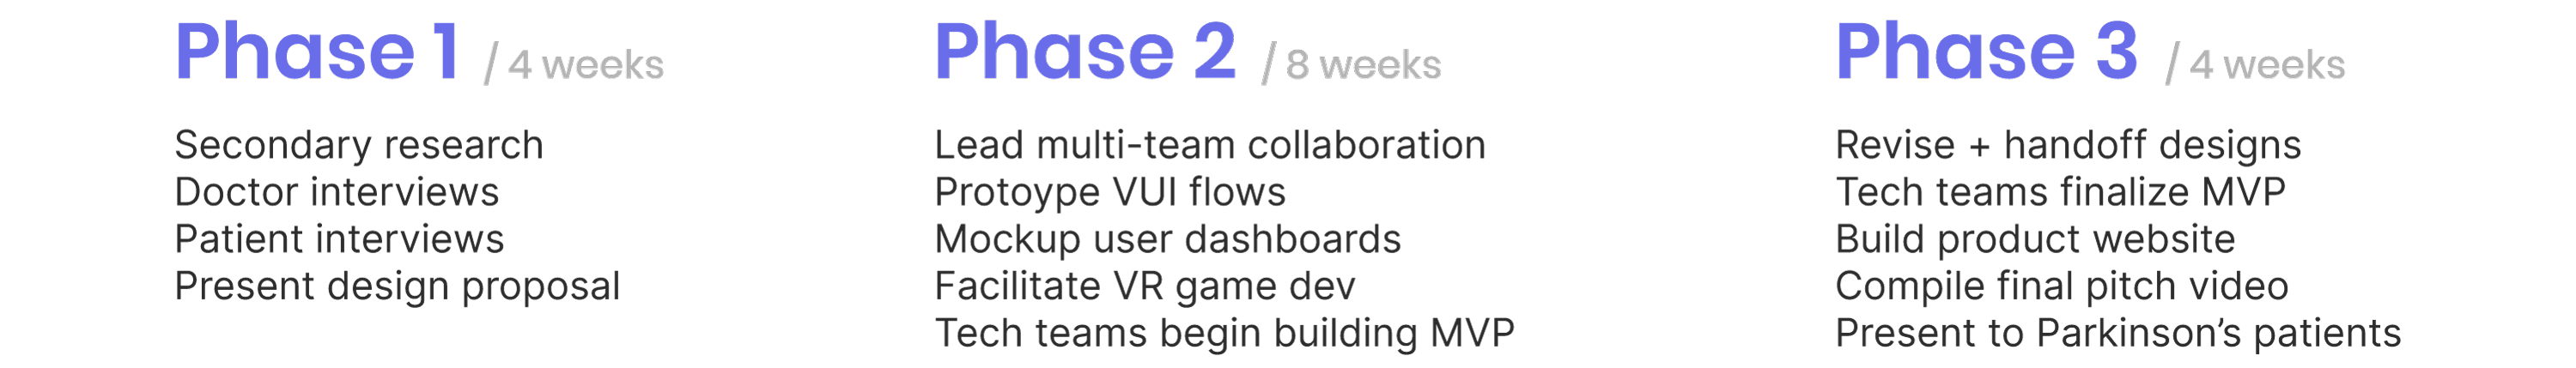 Phase 1 / 4 weeks
Secondary research
Doctor interviews
Patient interviews
Present design proposal
Phase 2 / 8 weeks
Lead multi-team collaboration
Protoype VUI flows
Mockup user dashboards
Facilitate VR game dev
Tech teams begin building MVP
Phase 3 / 4 weeks
Revise + handoff designs
Tech teams finalize MVP
Build product website
Compile final pitch video
Present to Parkinson’s patients